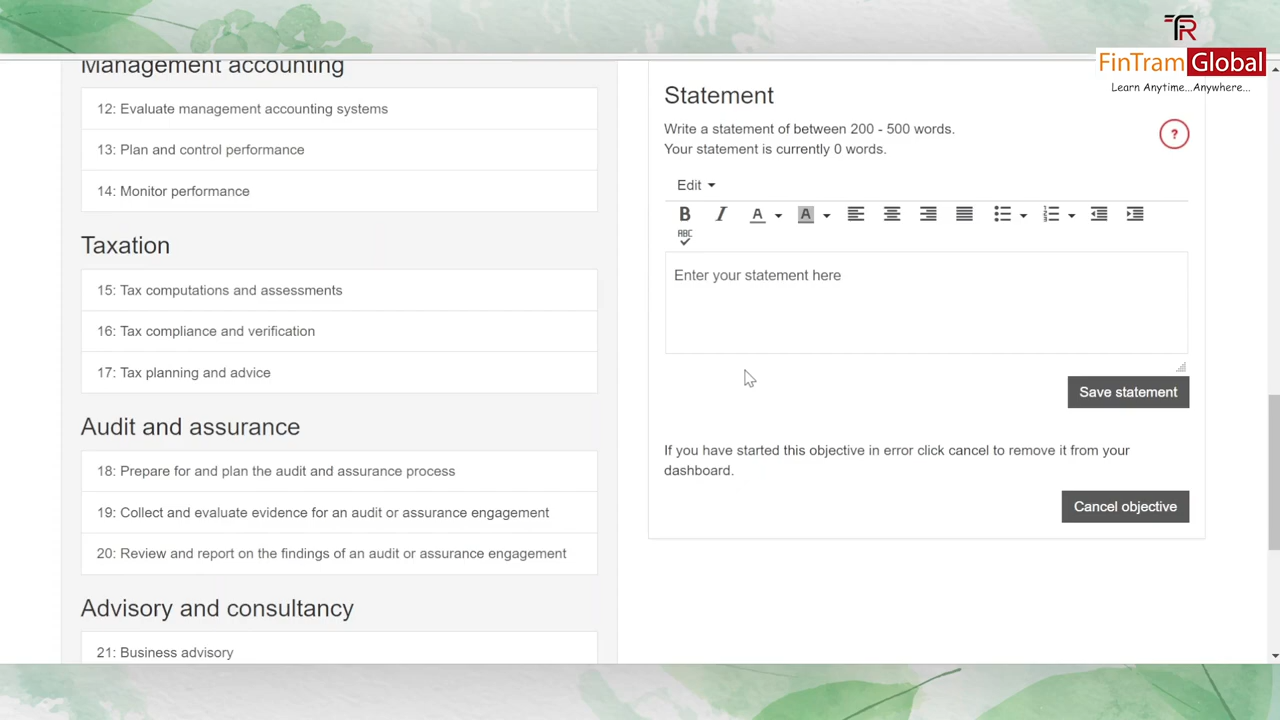 TR
FinTram Global
Learn Anytime...Anywhere...
Management accounting
12: Evaluate management accounting systems
13: Plan and control performance
14: Monitor performance
Taxation
15: Tax computations and assessments
16: Tax compliance and verification
17: Tax planning and advice
Audit and assurance
18: Prepare for and plan the audit and assurance process
19: Collect and evaluate evidence for an audit or assurance engagement
20: Review and report on the findings of an audit or assurance engagement
Advisory and consultancy
21: Business advisory
Statement
Write a statement of between 200 - 500 words.
Your statement is currently 0 words.
?
Edit
B I A A
ABC
Enter your statement here
Save statement
If you have started this objective in error click cancel to remove it from your
dashboard.
Cancel objective